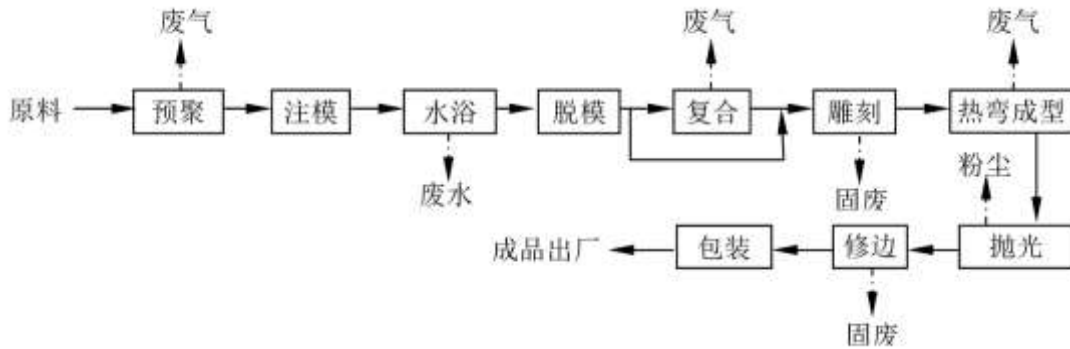 废气 废气 废气
原料 预聚 注模 水浴 脱模 复合 雕刻 热弯成型
废水 固废 粉尘
成品出厂 包装 修边 抛光
固废